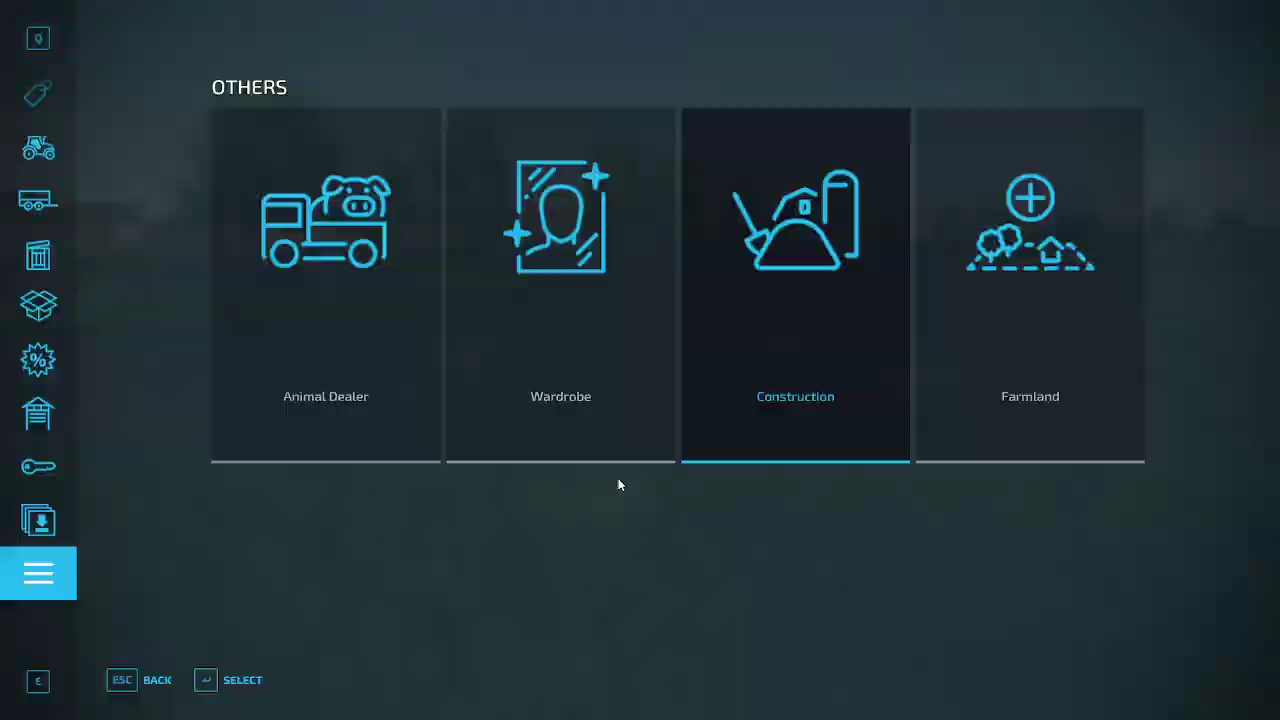 Q
OTHERS
Animal Dealer
Wardrobe
Construction
Farmland
%
E
ESC BACK
SELECT